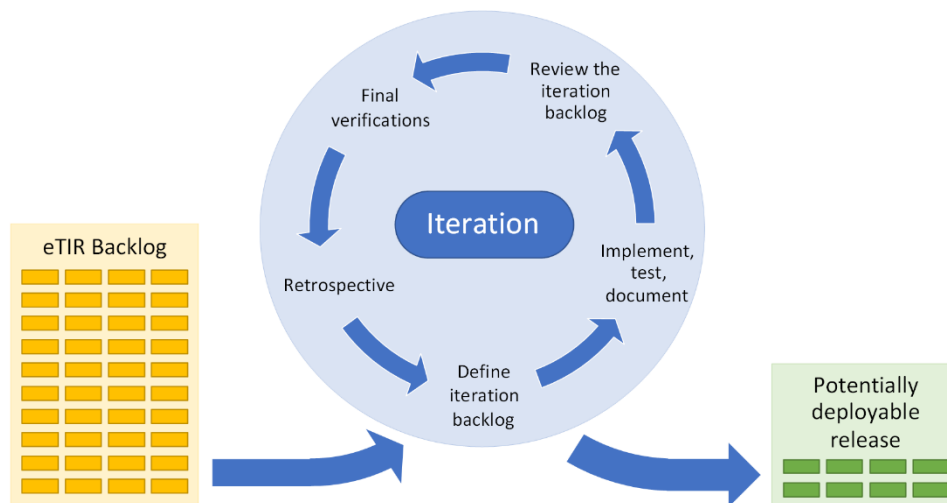 eTIR Backlog
Iteration
Define
iteration
backlog
Implement,
test,
document
Review the
iteration
backlog
Final
verifications
Retrospective
Potentially
deployable
release